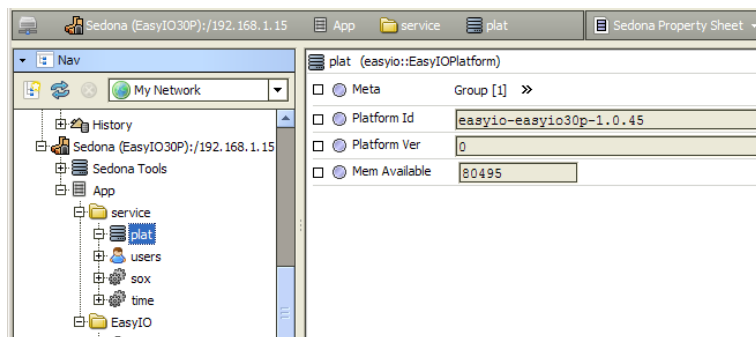 Sedona (EasyIO30P):/192.168.1.15 App service plat Sedona Property Sheet
Nav
My Network
History
Sedona (EasyIO30P):/192.168.1.15
Sedona Tools
App
service
plat
users
sox
time
EasyIO
plat (easyio::EasyIOPlatform)
Meta Group [1] »
Platform Id easyio-easyio30p-1.0.45
Platform Ver 0
Mem Available 80495